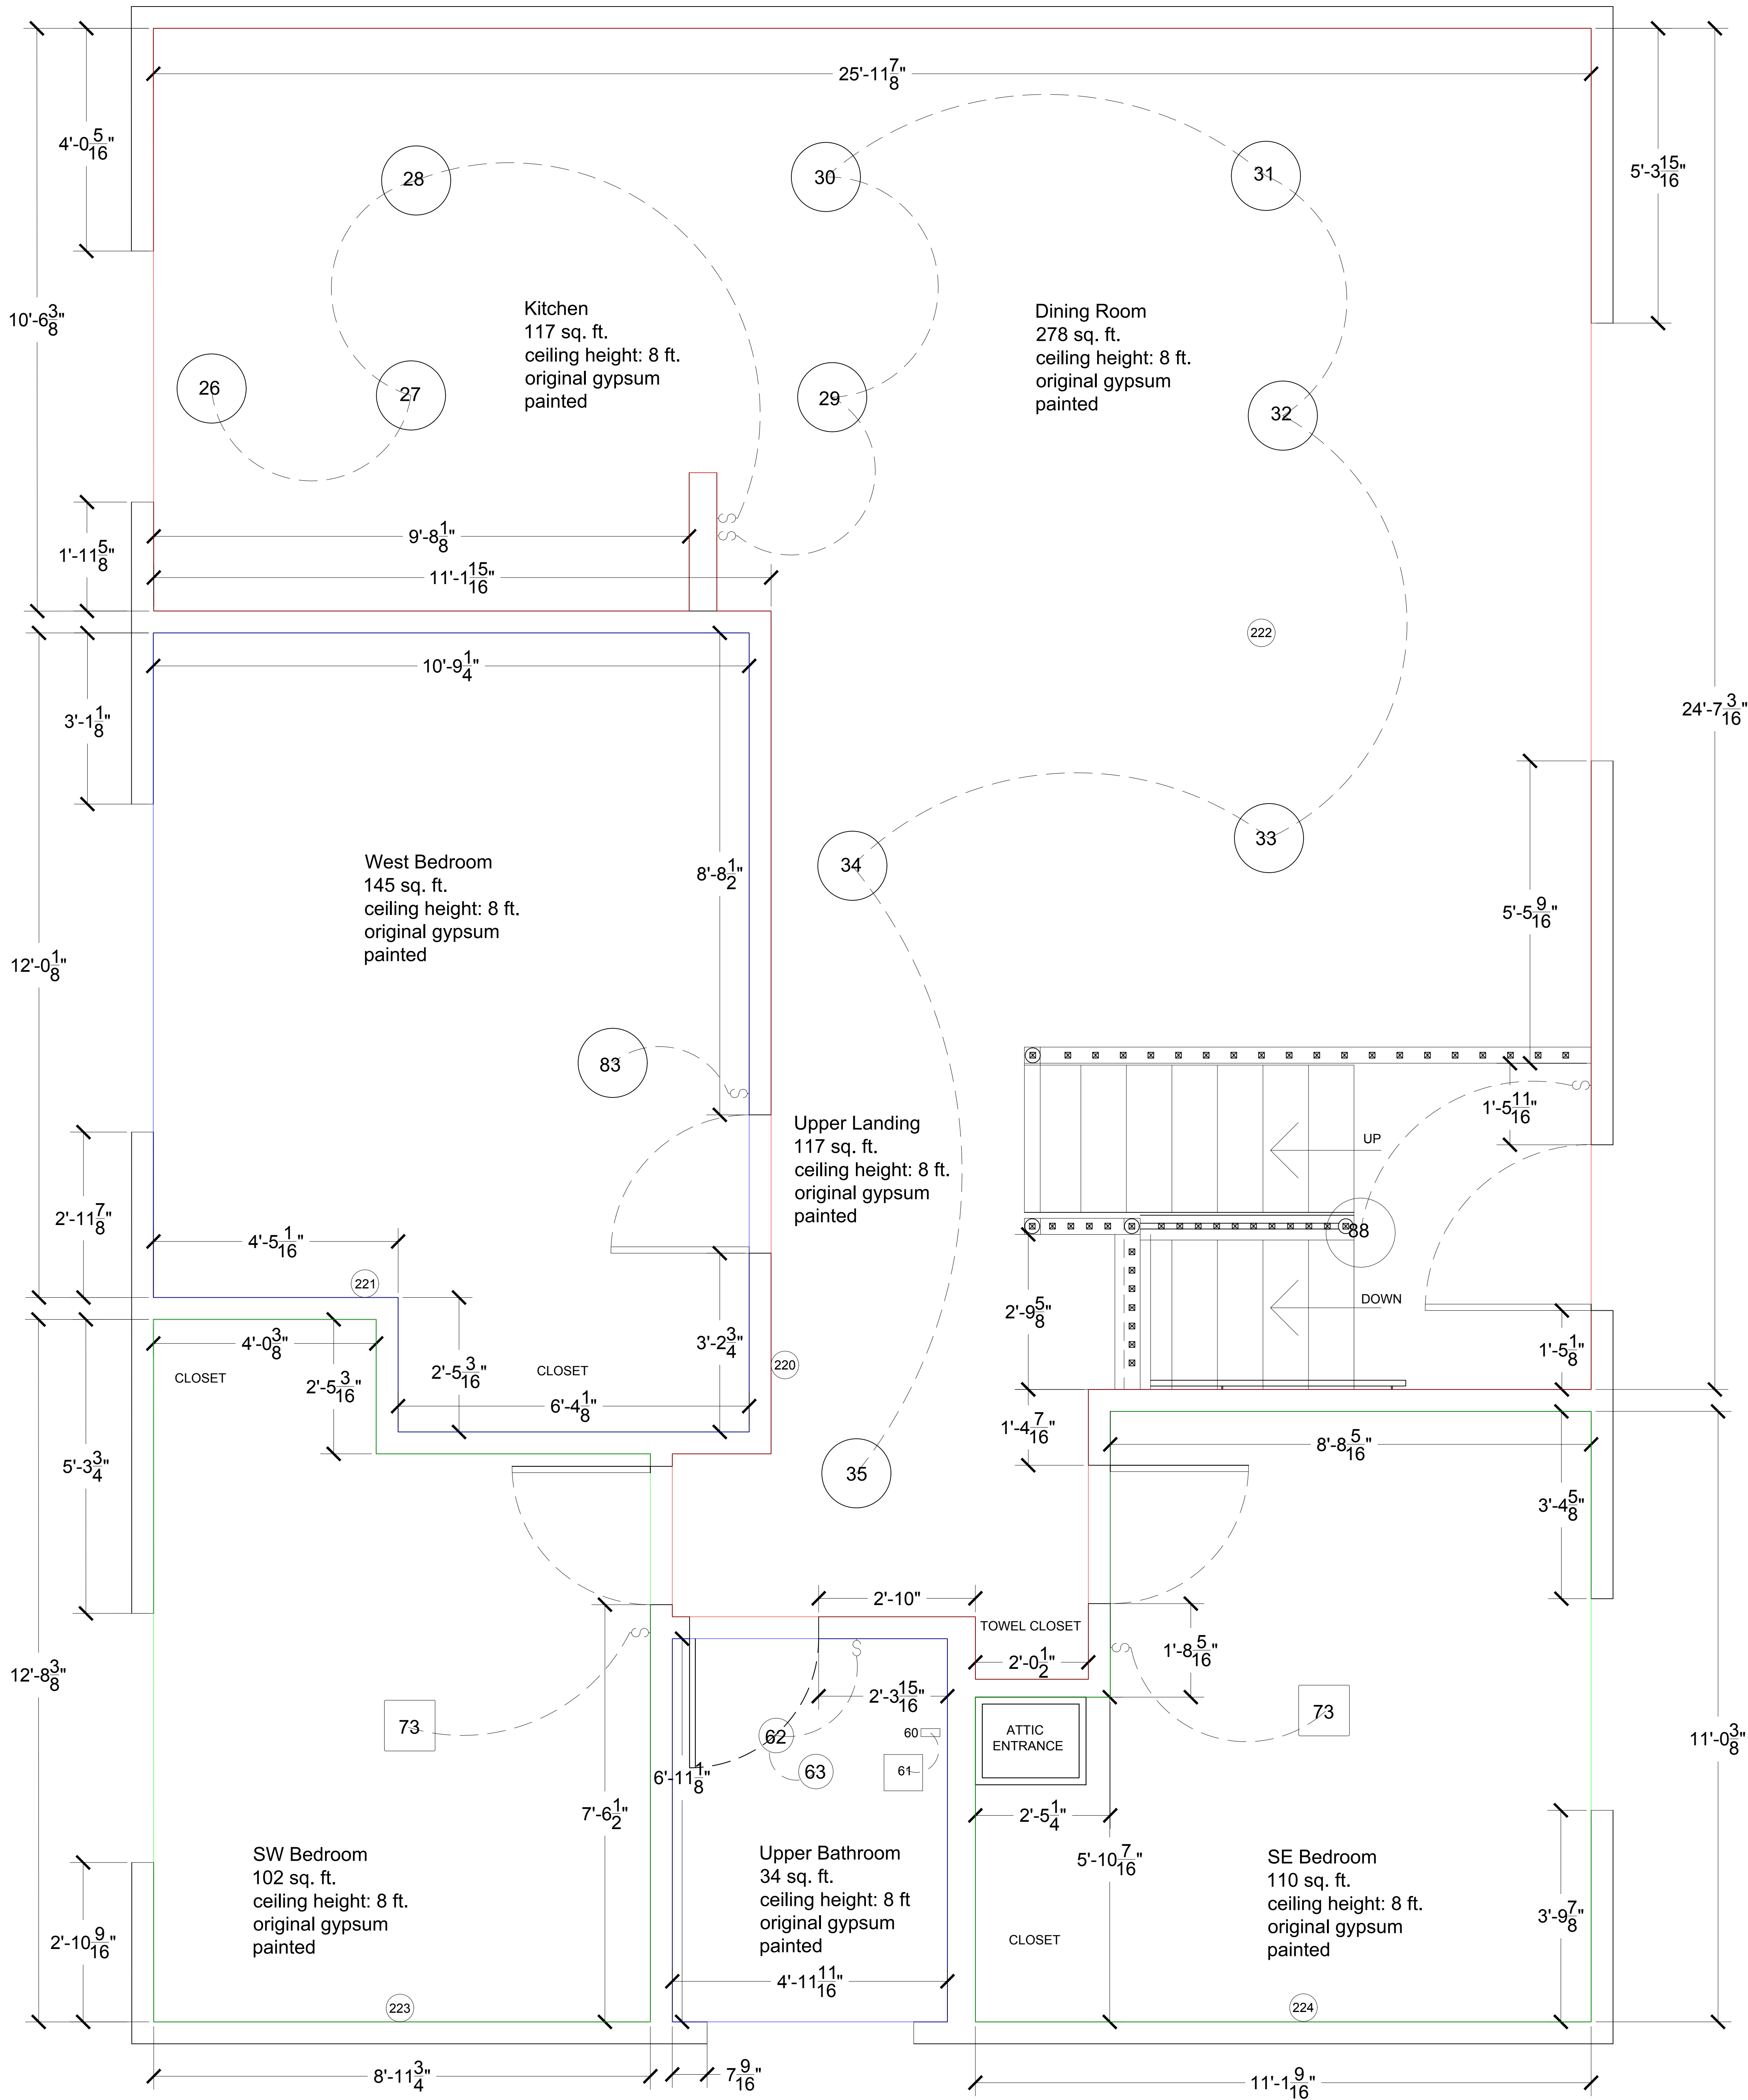 25'-11 7/8"
4'-0 5/16"
5'-3 15/16"
28
30
31
10'-6 3/8"
Kitchen
117 sq. ft.
ceiling height: 8 ft.
original gypsum
painted
Dining Room
278 sq. ft.
ceiling height: 8 ft.
original gypsum
painted
26
27
29
32
9'-8 1/8"
S
S
1'-11 5/8"
11'-1 15/16"
222
10'-9 1/4"
3'-1 1/8"
24'-7 3/16"
33
34
West Bedroom
145 sq. ft.
ceiling height: 8 ft.
original gypsum
painted
8'-8 1/2"
5'-5 9/16"
12'-0 1/8"
83
S
S
1'-5 11/16"
Upper Landing
117 sq. ft.
ceiling height: 8 ft.
original gypsum
painted
UP
2'-11 7/8"
4'-5 1/16"
88
221
DOWN
2'-9 5/8"
4'-0 3/8"
3'-2 3/4"
1'-5 1/8"
CLOSET
2'-5 3/16"
2'-5 3/16"
CLOSET
220
6'-4 1/8"
1'-4 7/16"
8'-8 5/16"
5'-3 3/4"
35
3'-4 5/8"
2'-10"
TOWEL CLOSET
S
S
S
1'-8 5/16"
12'-8 3/8"
2'-0 1/2"
2'-3 15/16"
73
62
60
ATTIC
ENTRANCE
73
11'-0 3/8"
6'-11 1/8"
63
61
7'-6 1/2"
2'-5 1/4"
SW Bedroom
102 sq. ft.
ceiling height: 8 ft.
original gypsum
painted
Upper Bathroom
34 sq. ft.
ceiling height: 8 ft
original gypsum
painted
5'-10 7/16"
SE Bedroom
110 sq. ft.
ceiling height: 8 ft.
original gypsum
painted
2'-10 9/16"
CLOSET
3'-9 7/8"
4'-11 11/16"
223
224
8'-11 3/4"
7 9/16"
11'-1 9/16"